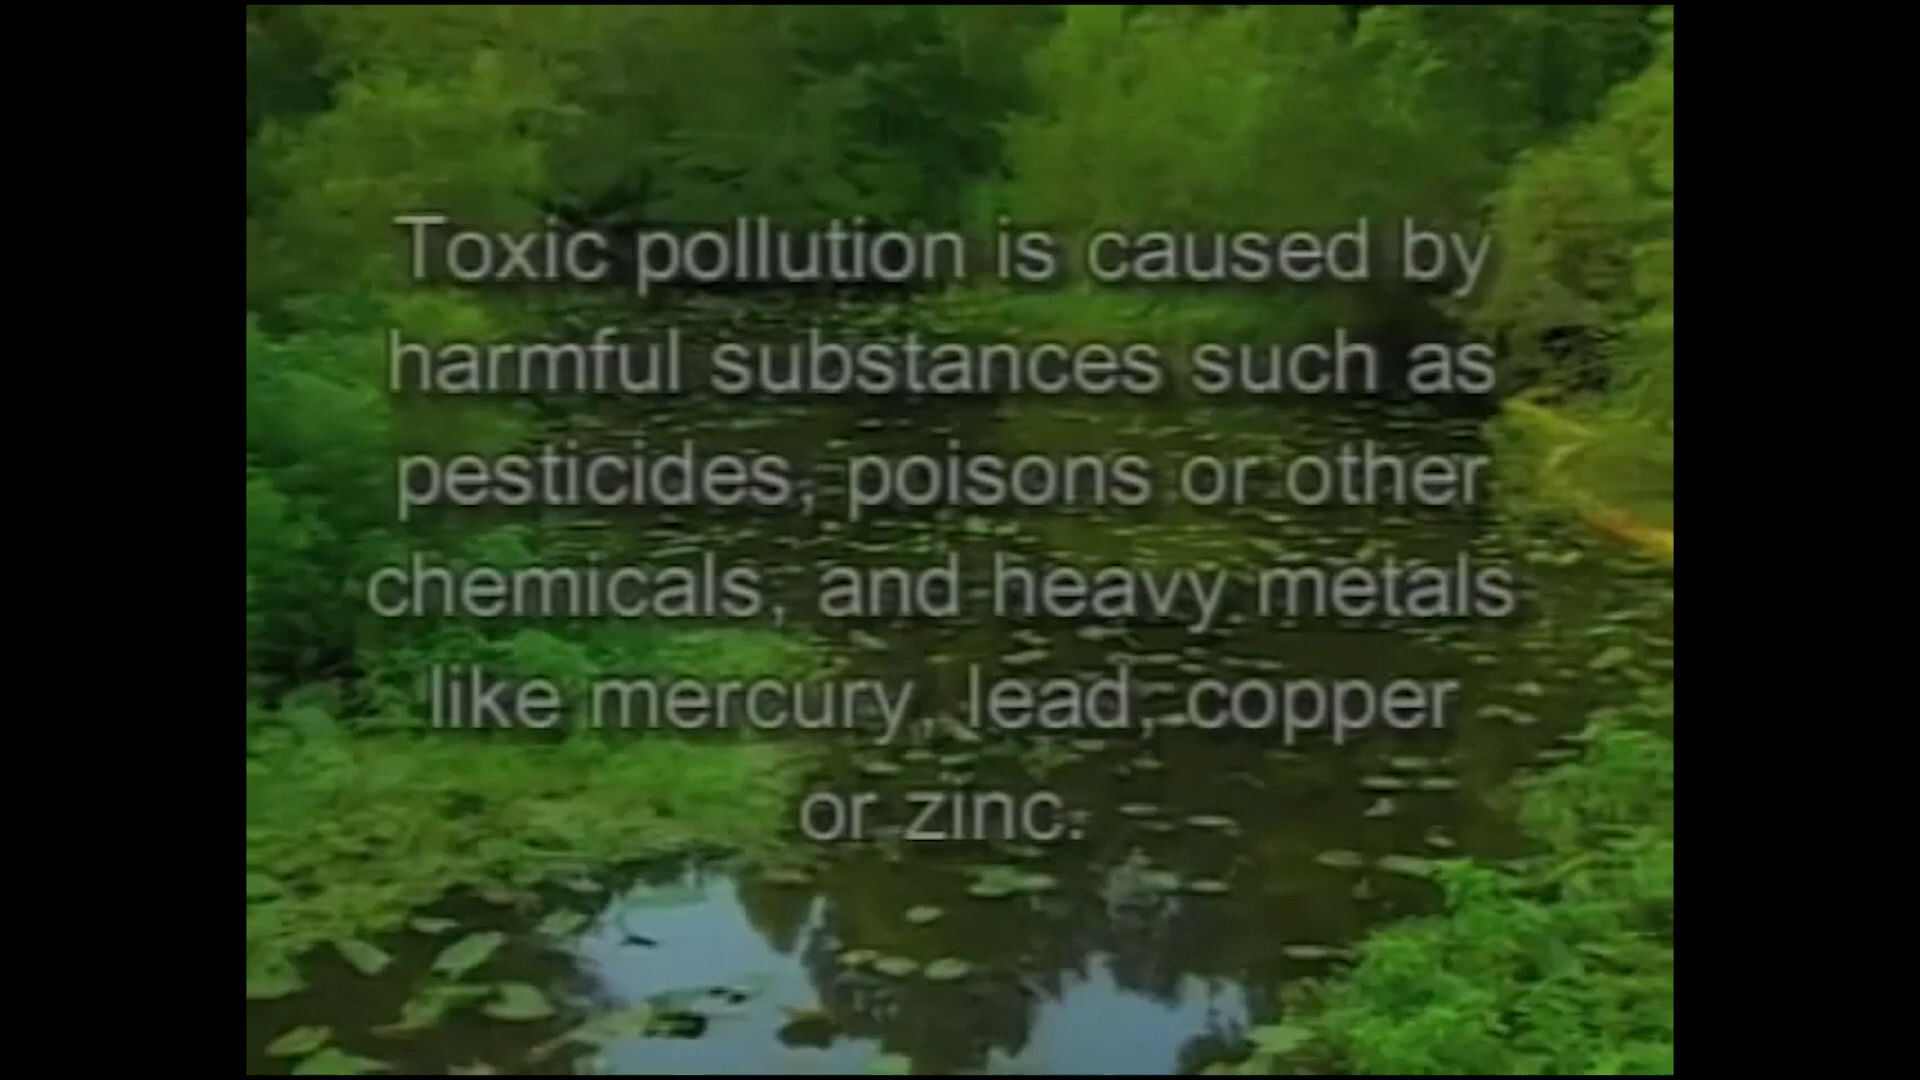 Toxic pollution is caused by
harmful substances such as
pesticides, poisons or other
chemicals, and heavy metals
like mercury, lead, copper
or zinc.